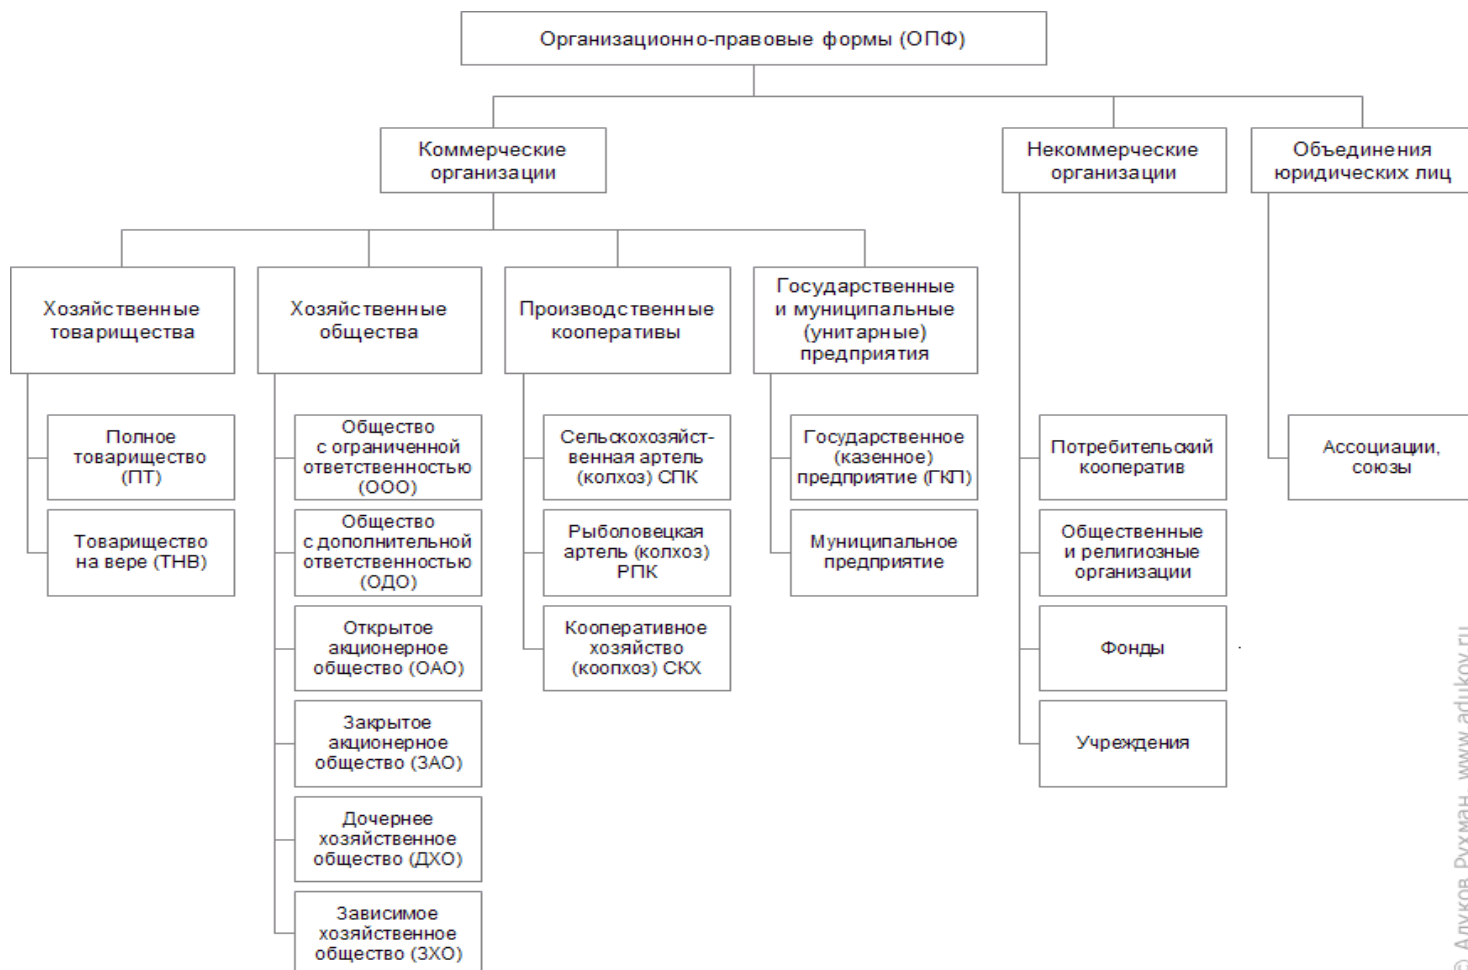 Организационно-правовые формы (ОПФ)
Коммерческие
организации
Некоммерческие
организации
Объединения
юридических лиц
Хозяйственные
товарищества
Хозяйственные
общества
Производственные
кооперативы
Государственные
и муниципальные
(унитарные)
предприятия
Полное
товарищество
(ПТ)
Товарищество
на вере (ТНВ)
Общество
с ограниченной
ответственностью
(ООО)
Общество
с дополнительной
ответственностью
(ОДО)
Открытое
акционерное
общество (ОАО)
Закрытое
акционерное
общество (ЗАО)
Дочернее
хозяйственное
общество (ДХО)
Зависимое
хозяйственное
общество (ЗХО)
Сельскохозяйст-
венная артель
(колхоз) СПК
Рыболовецкая
артель (колхоз)
РПК
Кооперативное
хозяйство
(коопхоз) СКХ
Государственное
(казенное)
предприятие (ГКП)
Муниципальное
предприятие
Потребительский
кооператив
Общественные
и религиозные
организации
Фонды
Учреждения
Ассоциации,
союзы
© Адуков Рухман, www.adukov.ru